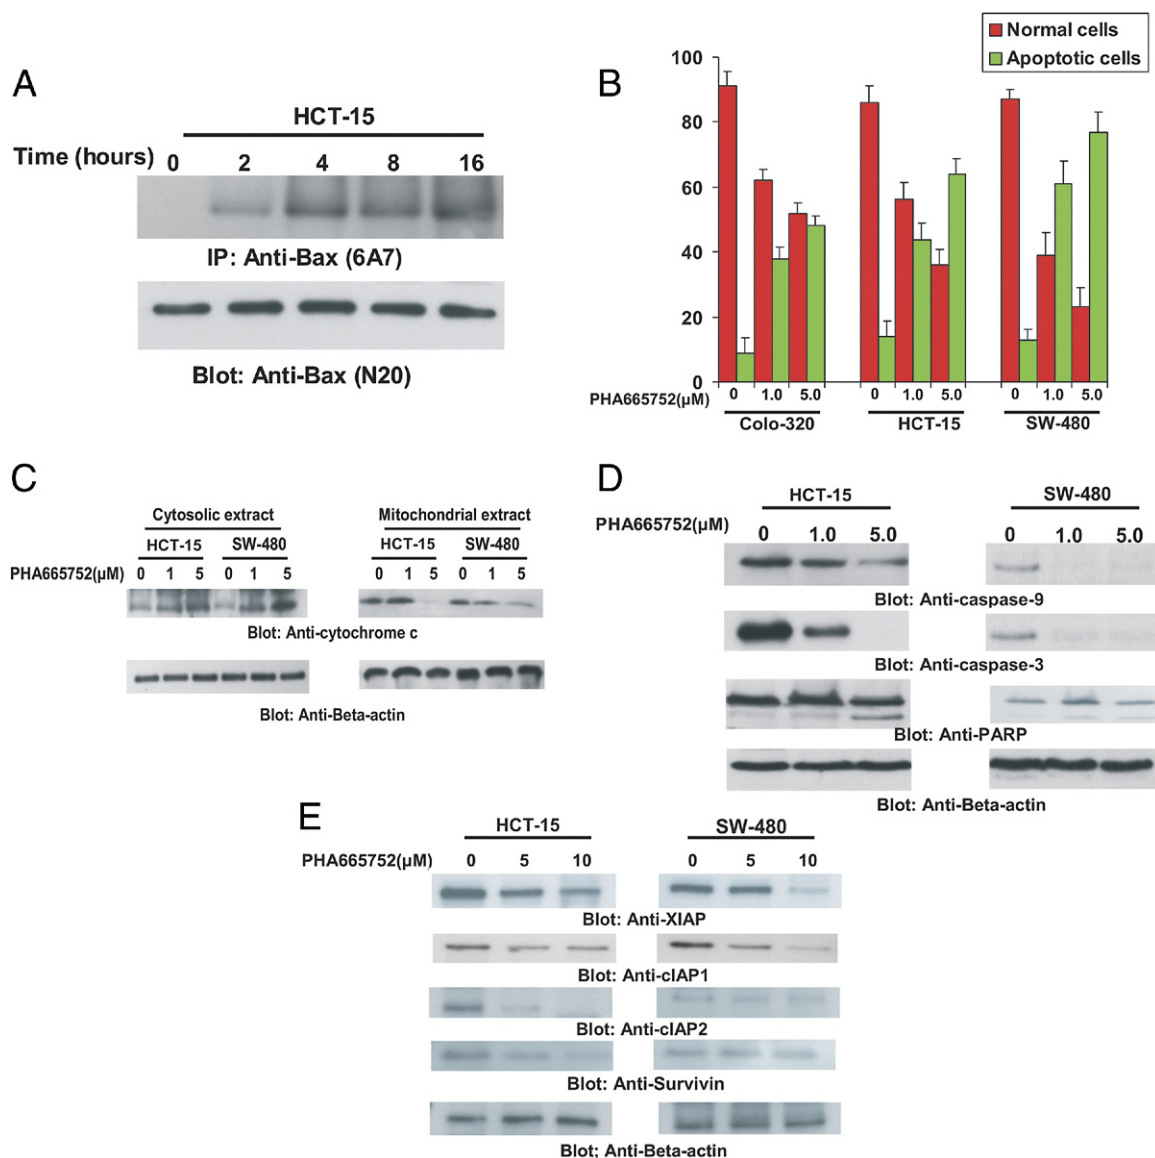 A
HCT-15
Time (hours) 0 2 4 8 16
IP: Anti-Bax (6A7)
Blot: Anti-Bax (N20)
B
Normal cells
Apoptotic cells
100
80
60
40
20
0
0 1.0 5.0 0 1.0 5.0 0 1.0 5.0
PHA665752(µM)
Colo-320 HCT-15 SW-480
C
Cytosolic extract Mitochondrial extract
HCT-15 SW-480 HCT-15 SW-480
PHA665752(µM) 0 1 5 0 1 5 0 1 5 0 1 5
Blot: Anti-cytochrome c
Blot: Anti-Beta-actin
D
HCT-15 SW-480
PHA665752(µM) 0 1.0 5.0 0 1.0 5.0
Blot: Anti-caspase-9
Blot: Anti-caspase-3
Blot: Anti-PARP
Blot: Anti-Beta-actin
E
HCT-15 SW-480
PHA665752(µM) 0 5 10 0 5 10
Blot: Anti-XIAP
Blot: Anti-cIAP1
Blot: Anti-cIAP2
Blot: Anti-Survivin
Blot; Anti-Beta-actin